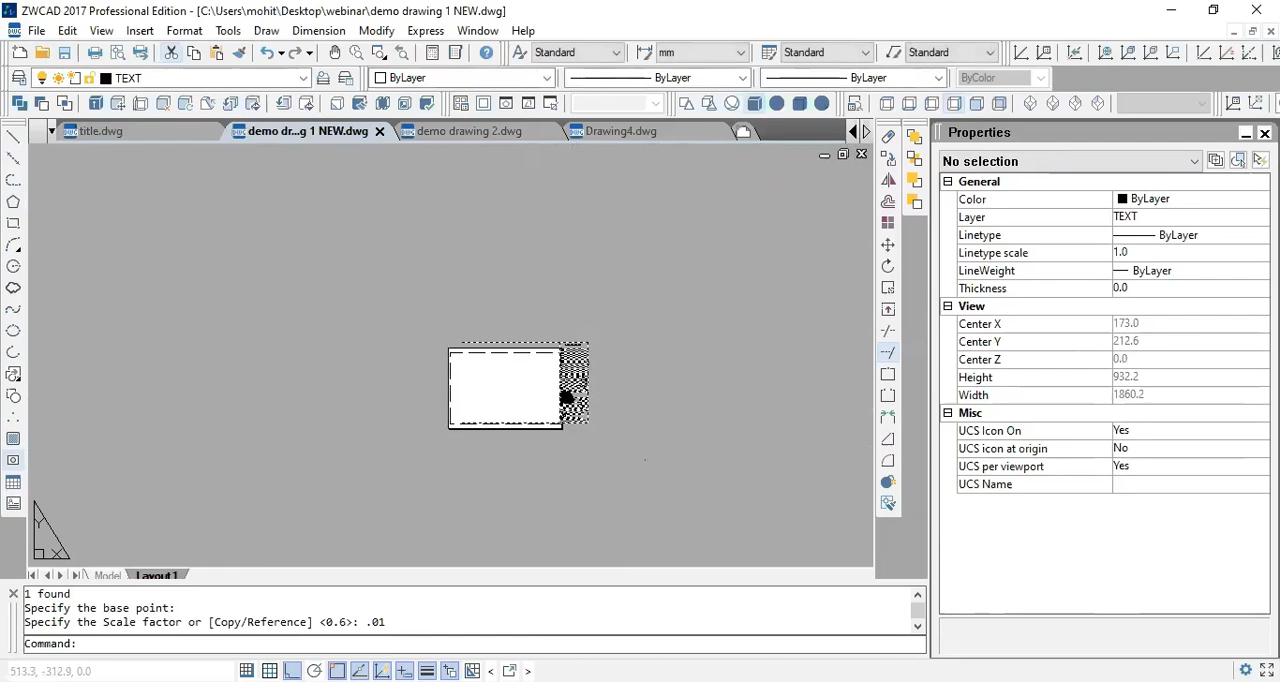 ZWCAD 2017 Professional Edition - [C:\Users\mohit\Desktop\webinar\demo drawing 1 NEW.dwg]
File Edit View Insert Format Tools Draw Dimension Modify Express Window Help
Standard mm Standard Standard
TEXT ByLayer ByLayer ByLayer ByColor
title.dwg demo dr...g 1 NEW.dwg demo drawing 2.dwg Drawing4.dwg
Properties
No selection
General
Color ByLayer
Layer TEXT
Linetype ByLayer
Linetype scale 1.0
LineWeight ByLayer
Thickness 0.0
View
Center X 173.0
Center Y 212.6
Center Z 0.0
Height 932.2
Width 1860.2
Misc
UCS Icon On Yes
UCS icon at origin No
UCS per viewport Yes
UCS Name
Y
X
Model Layout1
1 found
Specify the base point:
Specify the Scale factor or [Copy/Reference] <0.6>: .01
Command:
513.3, -312.9, 0.0